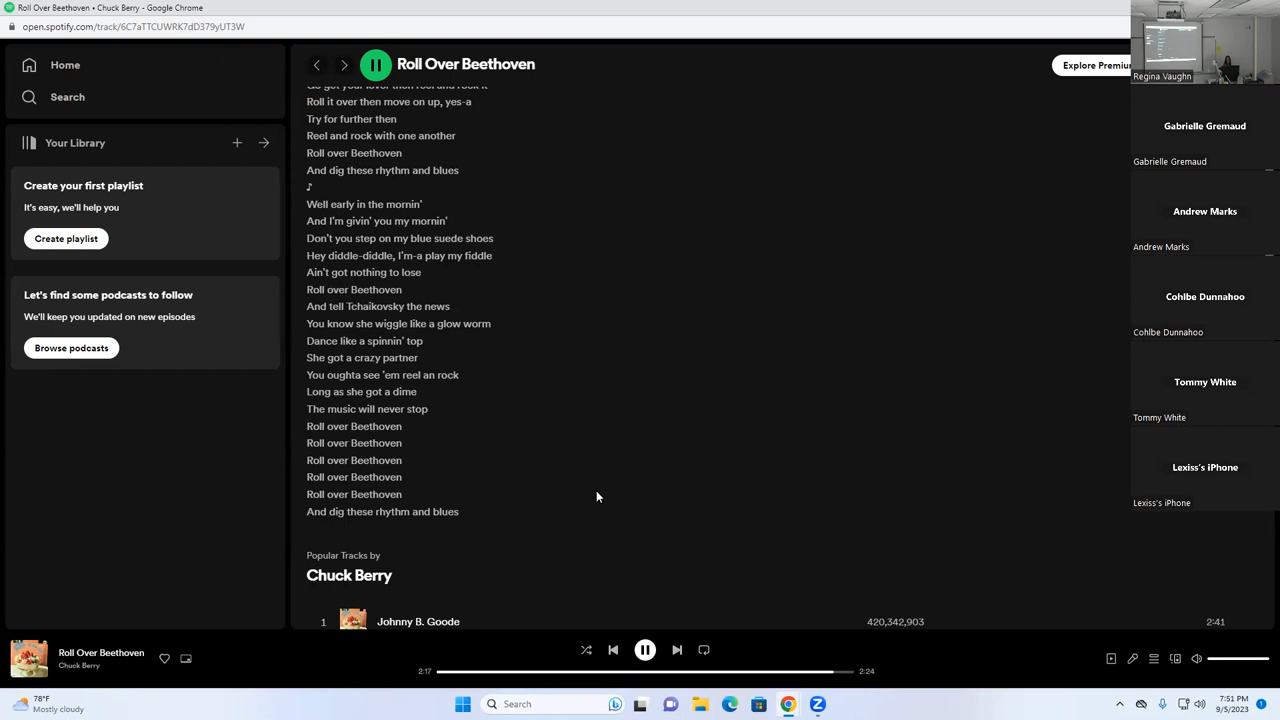 Roll Over Beethoven • Chuck Berry - Google Chrome
open.spotify.com/track/6C7aTTCUWRK7dD379yUT3W
Home
Search
Your Library
Create your first playlist
It's easy, we'll help you
Create playlist
Let's find some podcasts to follow
We'll keep you updated on new episodes
Browse podcasts
Roll Over Beethoven
Explore Premium
Go got your lover then reel and rock it
Roll it over then move on up, yes-a
Try for further then
Reel and rock with one another
Roll over Beethoven
And dig these rhythm and blues
♪
Well early in the mornin'
And I'm givin' you my mornin'
Don't you step on my blue suede shoes
Hey diddle-diddle, I'm-a play my fiddle
Ain't got nothing to lose
Roll over Beethoven
And tell Tchaikovsky the news
You know she wiggle like a glow worm
Dance like a spinnin' top
She got a crazy partner
You oughta see 'em reel an rock
Long as she got a dime
The music will never stop
Roll over Beethoven
Roll over Beethoven
Roll over Beethoven
Roll over Beethoven
Roll over Beethoven
And dig these rhythm and blues
Popular Tracks by
Chuck Berry
1 Johnny B. Goode 420,342,903 2:41
Regina Vaughn
Gabrielle Gremaud
Gabrielle Gremaud
Andrew Marks
Andrew Marks
Cohlbe Dunnahoo
Cohlbe Dunnahoo
Tommy White
Tommy White
Lexiss's iPhone
Lexiss's iPhone
Roll Over Beethoven
Chuck Berry
2:17 2:24
78°F
Mostly cloudy
Search
7:51 PM
9/5/2023
1